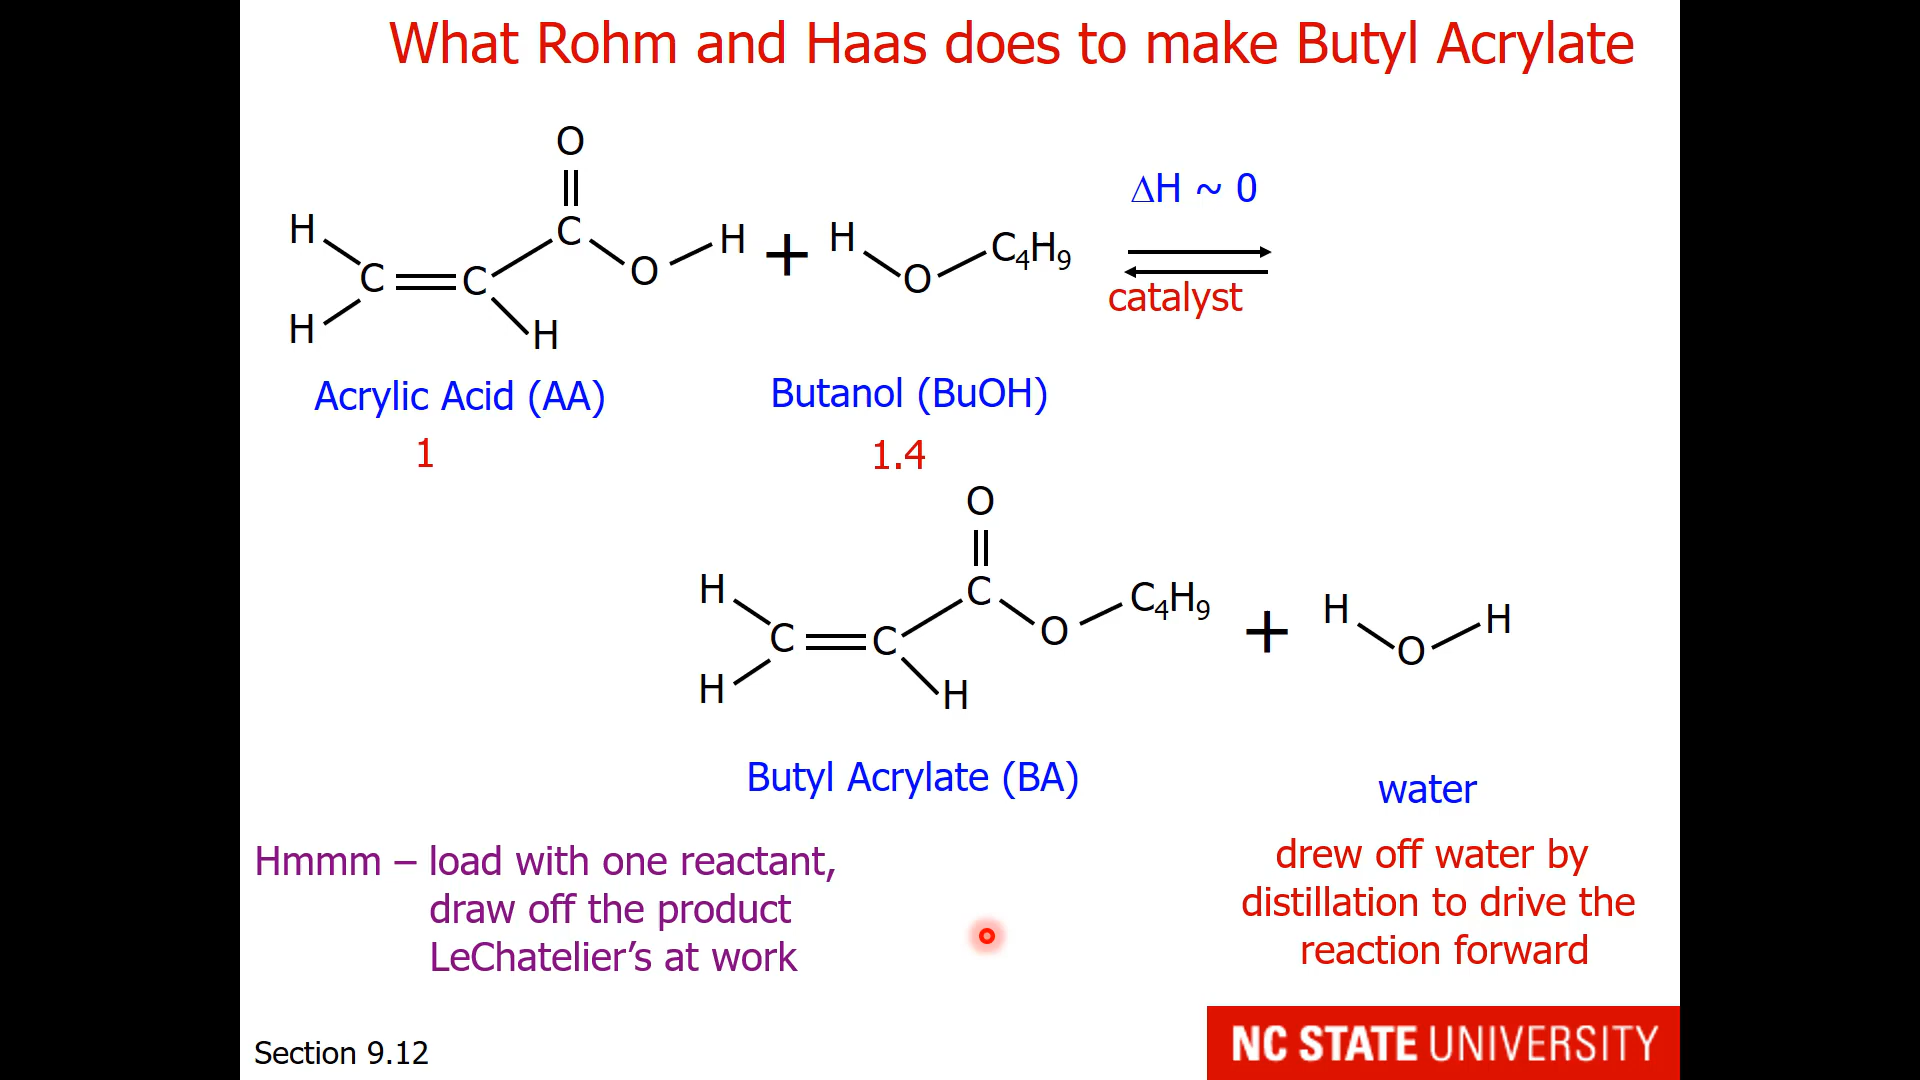 What Rohm and Haas does to make Butyl Acrylate
O
H
C
H
C
C
O
H
H
+
H
O
C₄H₉
ΔH ~ 0
catalyst
Acrylic Acid (AA)
Butanol (BuOH)
1
1.4
O
H
C
H
C
C
O
C₄H₉
H
+
H
O
H
Butyl Acrylate (BA)
water
Hmmm – load with one reactant,
draw off the product
LeChatelier’s at work
drew off water by
distillation to drive the
reaction forward
Section 9.12
NC STATE UNIVERSITY